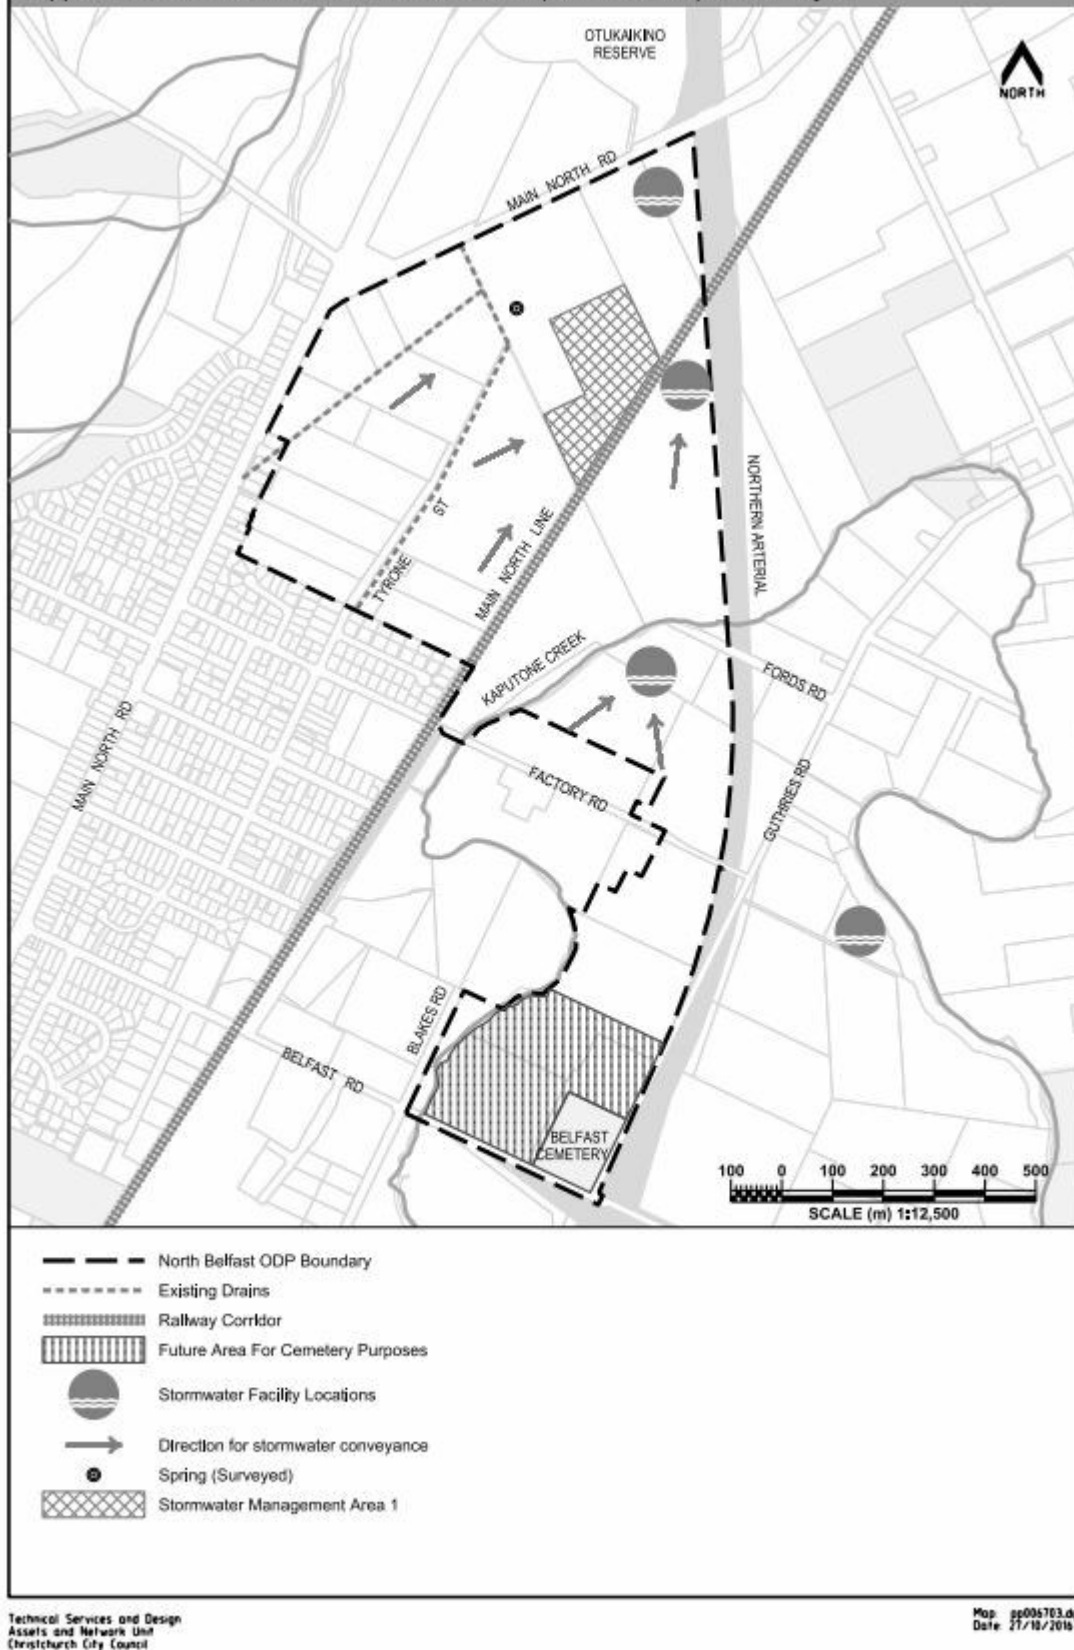 OTUKAIKINO
RESERVE
NORTH
MAIN NORTH RD
NORTHERN ARTERIAL
TYRONE ST
MAIN NORTH LINE
KAPUTONE CREEK
FORDS RD
MAIN NORTH RD
FACTORY RD
GUTHRIES RD
BLAKES RD
BELFAST RD
BELFAST
CEMETERY
100 0 100 200 300 400 500
SCALE (m) 1:12,500
North Belfast ODP Boundary
Existing Drains
Railway Corridor
Future Area For Cemetery Purposes
Stormwater Facility Locations
Direction for stormwater conveyance
Spring (Surveyed)
Stormwater Management Area 1
Technical Services and Design
Assets and Network Unit
Christchurch City Council
Map: pp006703.d
Date: 27/10/2016